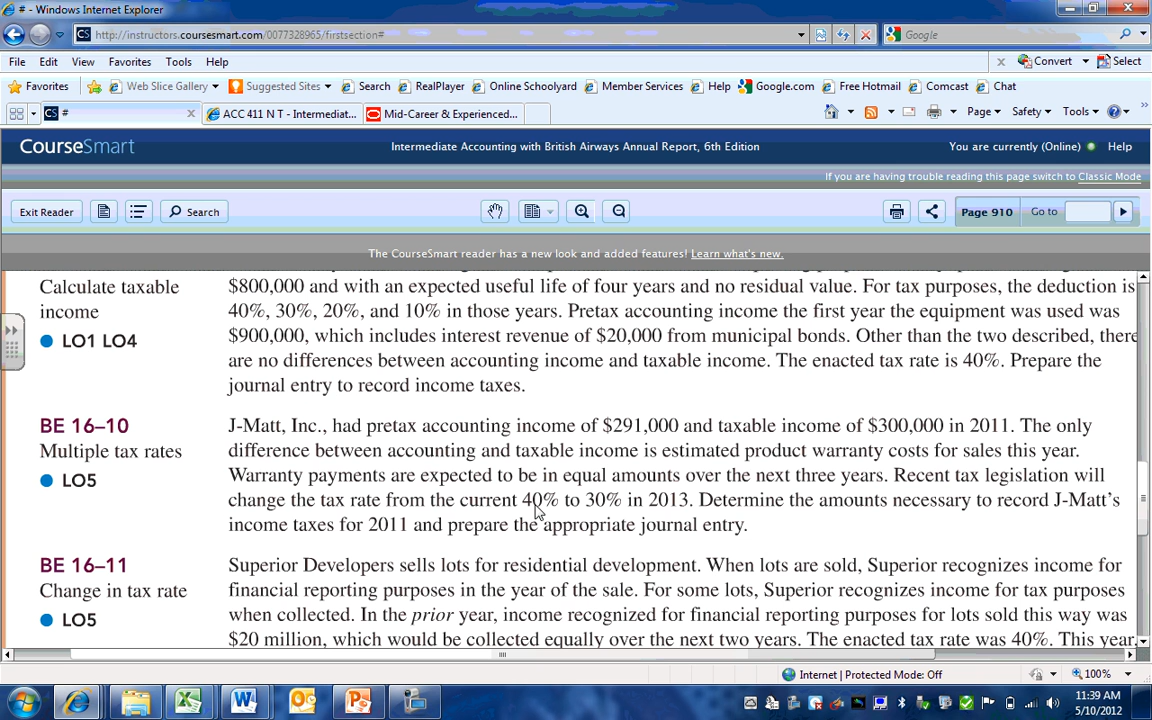 # - Windows Internet Explorer
CS http://instructors.coursesmart.com/0077328965/firstsection#
Google
File Edit View Favorites Tools Help
x Convert Select
Favorites Web Slice Gallery Suggested Sites Search RealPlayer Online Schoolyard Member Services Help Google.com Free Hotmail Comcast Chat
CS # x ACC 411 N T - Intermediat... Mid-Career & Experienced... Page Safety Tools
CourseSmart Intermediate Accounting with British Airways Annual Report, 6th Edition You are currently (Online) Help
If you are having trouble reading this page switch to Classic Mode
Exit Reader Search Page 910 Go to
The CourseSmart reader has a new look and added features! Learn what's new.
Calculate taxable
income
LO1 LO4
$800,000 and with an expected useful life of four years and no residual value. For tax purposes, the deduction is
40%, 30%, 20%, and 10% in those years. Pretax accounting income the first year the equipment was used was
$900,000, which includes interest revenue of $20,000 from municipal bonds. Other than the two described, there
are no differences between accounting income and taxable income. The enacted tax rate is 40%. Prepare the
journal entry to record income taxes.
BE 16–10
Multiple tax rates
LO5
J-Matt, Inc., had pretax accounting income of $291,000 and taxable income of $300,000 in 2011. The only
difference between accounting and taxable income is estimated product warranty costs for sales this year.
Warranty payments are expected to be in equal amounts over the next three years. Recent tax legislation will
change the tax rate from the current 40% to 30% in 2013. Determine the amounts necessary to record J-Matt's
income taxes for 2011 and prepare the appropriate journal entry.
BE 16–11
Change in tax rate
LO5
Superior Developers sells lots for residential development. When lots are sold, Superior recognizes income for
financial reporting purposes in the year of the sale. For some lots, Superior recognizes income for tax purposes
when collected. In the prior year, income recognized for financial reporting purposes for lots sold this way was
$20 million, which would be collected equally over the next two years. The enacted tax rate was 40%. This year,
Internet | Protected Mode: Off 100%
11:39 AM
5/10/2012